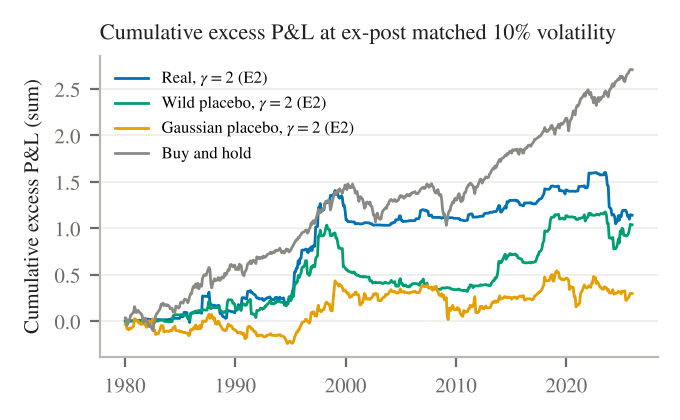 Cumulative excess P&L at ex-post matched 10% volatility
Cumulative excess P&L (sum)
2.5
2.0
1.5
1.0
0.5
0.0
Real, γ = 2 (E2)
Wild placebo, γ = 2 (E2)
Gaussian placebo, γ = 2 (E2)
Buy and hold
1980
1990
2000
2010
2020